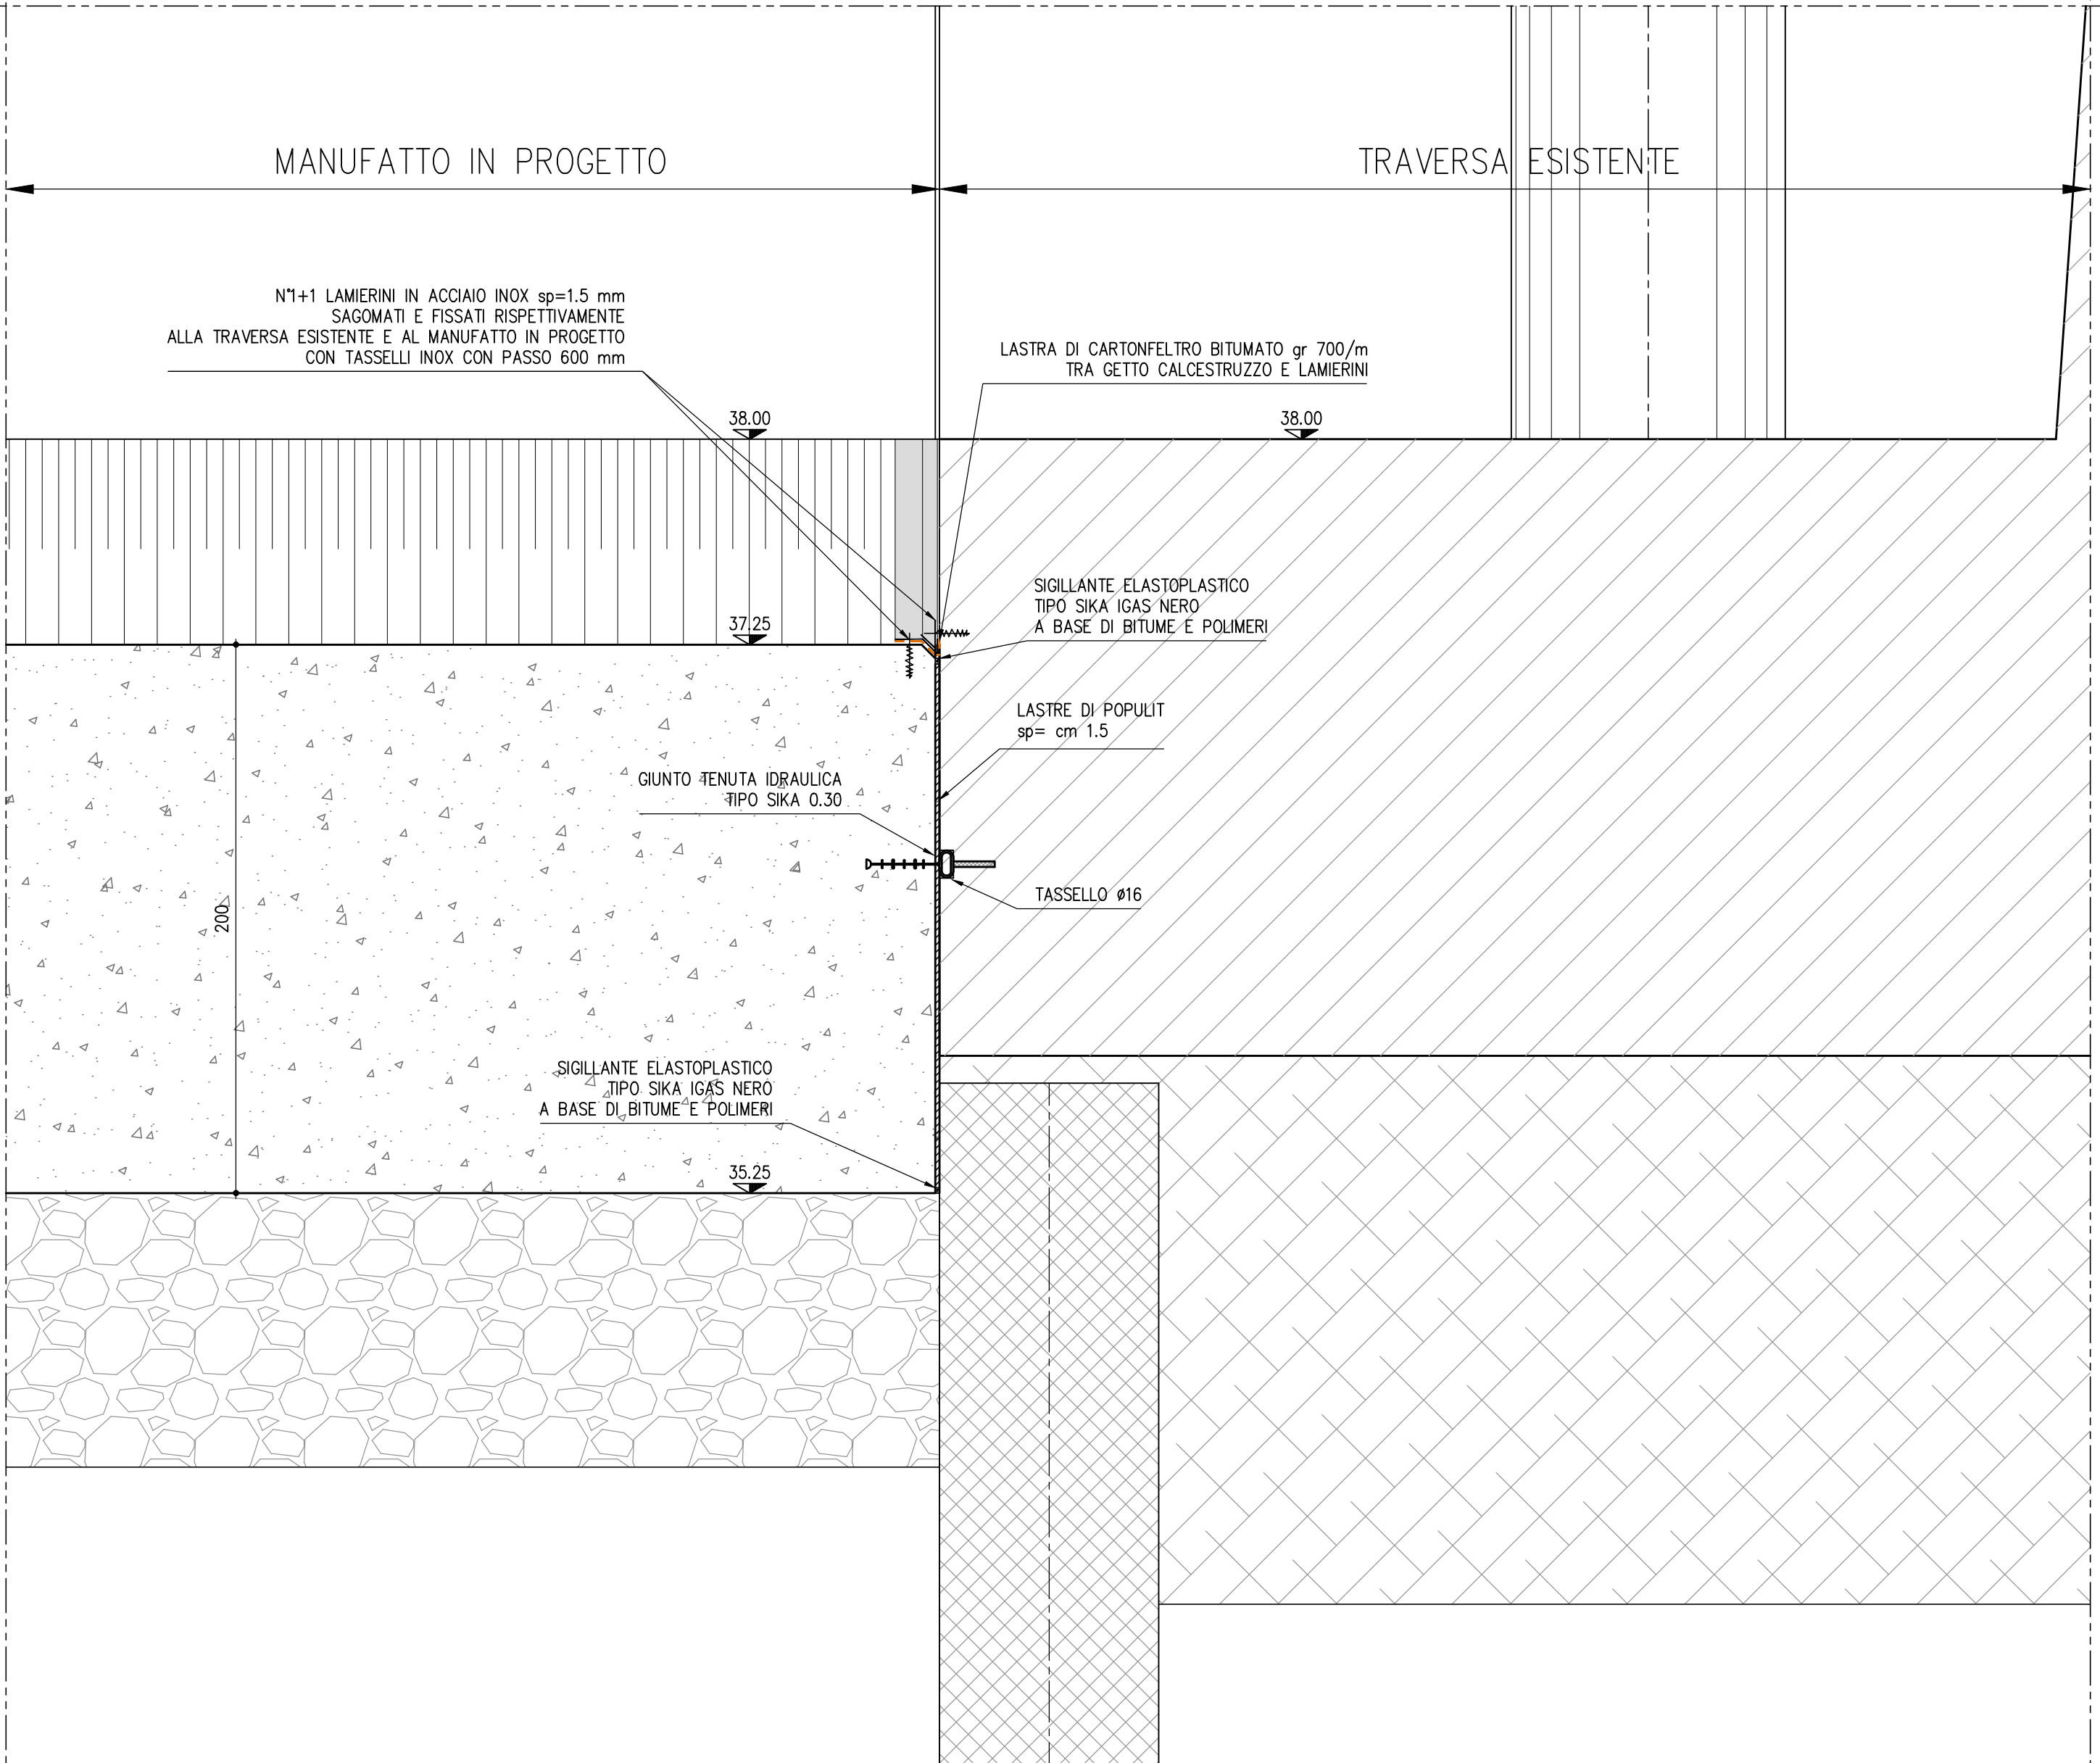 MANUFATTO IN PROGETTO
TRAVERSA ESISTENTE
N°1+1 LAMIERINI IN ACCIAIO INOX sp=1.5 mm
SAGOMATI E FISSATI RISPETTIVAMENTE
ALLA TRAVERSA ESISTENTE E AL MANUFATTO IN PROGETTO
CON TASSELLI INOX CON PASSO 600 mm
LASTRA DI CARTONFELTRO BITUMATO gr 700/m
TRA GETTO CALCESTRUZZO E LAMIERINI
38.00
38.00
SIGILLANTE ELASTOPLASTICO
TIPO SIKA IGAS NERO
A BASE DI BITUME E POLIMERI
37.25
LASTRE DI POPULIT
sp= cm 1.5
GIUNTO TENUTA IDRAULICA
TIPO SIKA 0.30
TASSELLO ø16
200
SIGILLANTE ELASTOPLASTICO
TIPO SIKA IGAS NERO
A BASE DI BITUME E POLIMERI
35.25